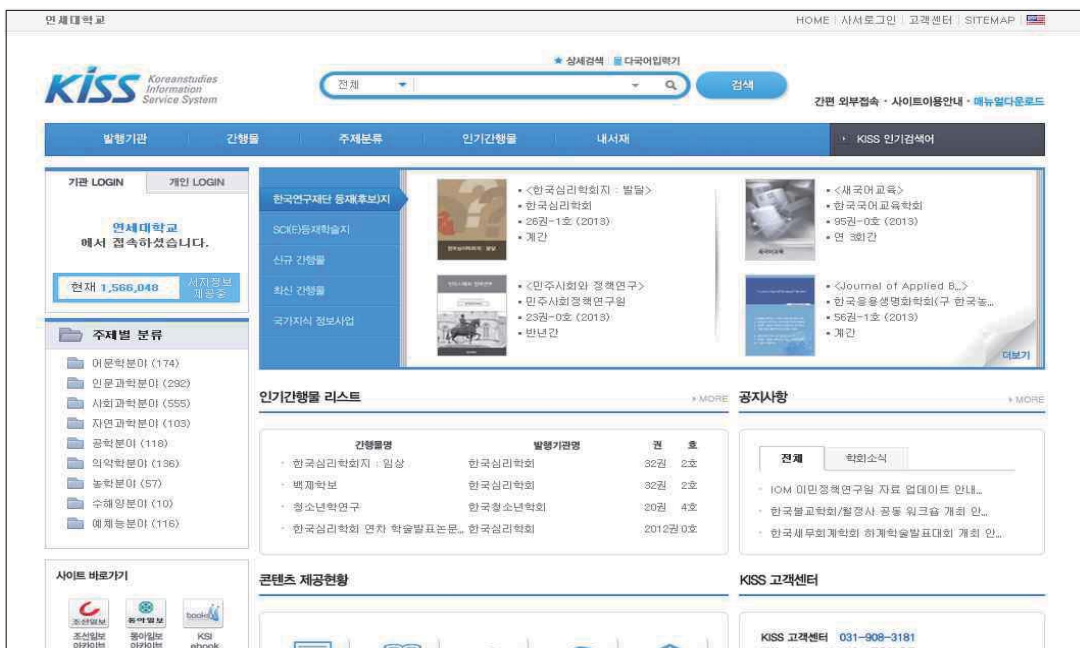 연세대학교
HOME 사서로그인 고객센터 SITEMAP
상세검색 다국어입력기
KISS Koreanstudies
Information
Service System
전체
검색
간편 외부접속 · 사이트이용안내 · 매뉴얼다운로드
발행기관 간행물 주제분류 인기간행물 내서재
KISS 인기검색어
기관 LOGIN 개인 LOGIN
연세대학교
에서 접속하셨습니다.
현재 1,566,048 서지정보
제공중
한국연구재단 등재(후보)지
SCI(E)등재학술지
신규 간행물
최신 간행물
국가지식 정보사업
<한국심리학회지 : 발달>
한국심리학회
26권-1호 (2013)
계간
<새국어교육>
한국국어교육학회
95권-0호 (2013)
연 3회간
<민주사회와 정책연구>
민주사회정책연구원
23권-0호 (2013)
반년간
<Journal of Applied B...>
한국응용생명화학회(구 한국농...
56권-1호 (2013)
계간
더보기
주제별 분류
어문학분야 (174)
인문과학분야 (292)
사회과학분야 (555)
자연과학분야 (103)
공학분야 (118)
의약학분야 (136)
농학분야 (57)
수해양분야 (10)
예체능분야 (116)
인기간행물 리스트 MORE
간행물명 발행기관명 권 호
한국심리학회지 : 임상 한국심리학회 32권 2호
백제학보 한국심리학회 32권 2호
청소년학연구 한국청소년학회 20권 4호
한국심리학회 연차 학술발표논문... 한국심리학회 2012권 0호
공지사항 MORE
전체 학회소식
IOM 이민정책연구원 자료 업데이트 안내...
한국불교학회/월정사 공동 워크숍 개최 안...
한국세무회계학회 하계학술발표대회 개최 안...
사이트 바로가기
조선일보 동아일보 books
조선일보 동아일보 KSI
아카이브 아카이브 ebook
콘텐츠 제공현황
KISS 고객센터
KISS 고객센터 031-908-3181